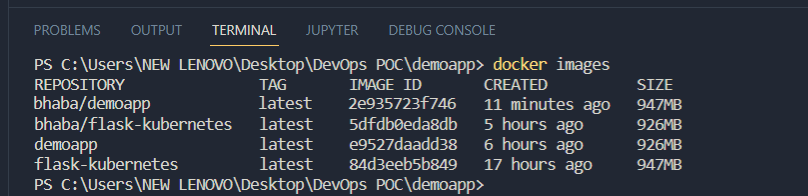 PROBLEMS OUTPUT TERMINAL JUPYTER DEBUG CONSOLE
PS C:\Users\NEW LENOVO\Desktop\DevOps POC\demoapp> docker images
REPOSITORY TAG IMAGE ID CREATED SIZE
bhaba/demoapp latest 2e935723f746 11 minutes ago 947MB
bhaba/flask-kubernetes latest 5dfdb0eda8db 5 hours ago 926MB
demoapp latest e9527daadd38 6 hours ago 926MB
flask-kubernetes latest 84d3eeb5b849 17 hours ago 947MB
PS C:\Users\NEW LENOVO\Desktop\DevOps POC\demoapp>